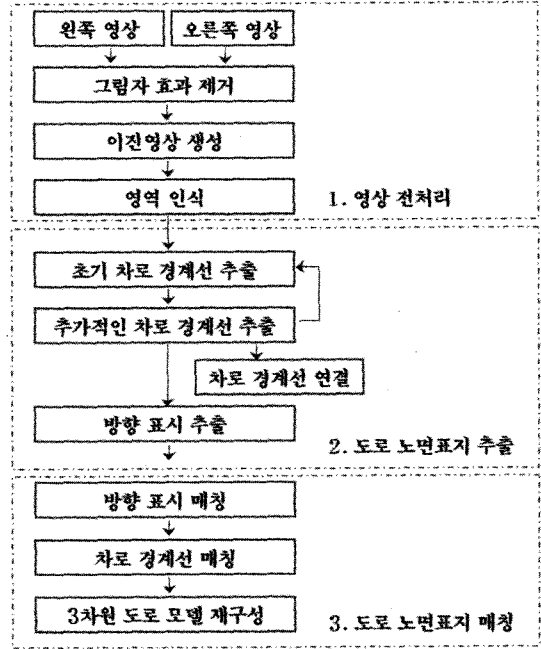 왼쪽 영상
오른쪽 영상
그림자 효과 제거
이진영상 생성
영역 인식
1. 영상 전처리
초기 차로 경계선 추출
추가적인 차로 경계선 추출
차로 경계선 연결
방향 표시 추출
2. 도로 노면표지 추출
방향 표시 매칭
차로 경계선 매칭
3차원 도로 모델 재구성
3. 도로 노면표지 매칭